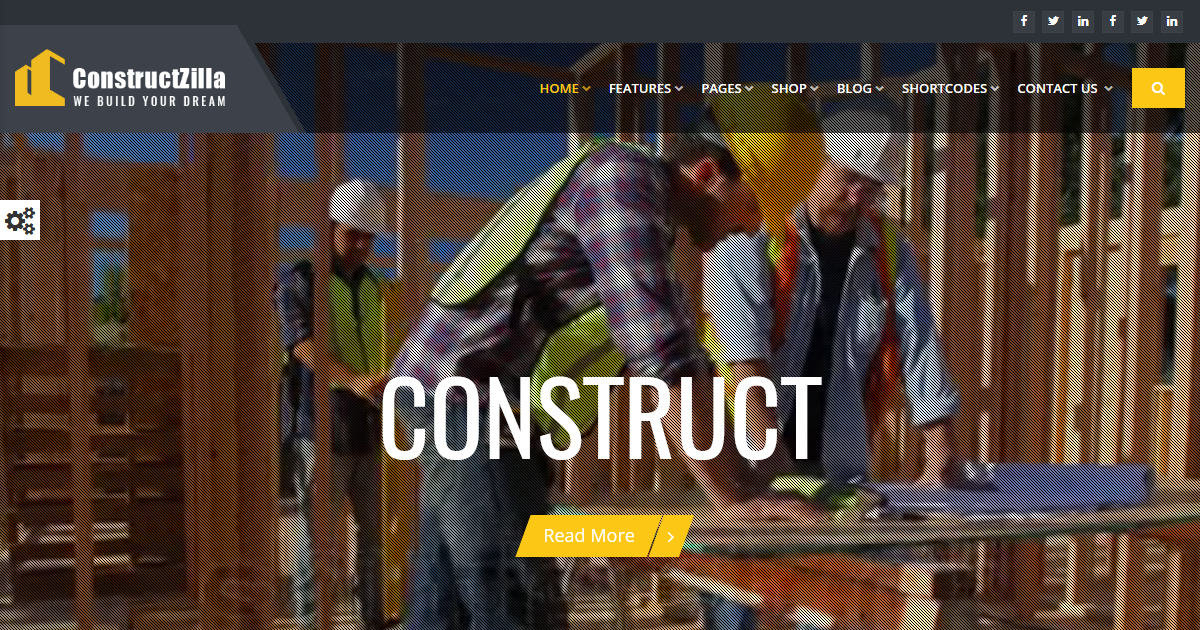 ConstructZilla
WE BUILD YOUR DREAM
HOME FEATURES PAGES SHOP BLOG SHORTCODES CONTACT US
CONSTRUCT
Read More